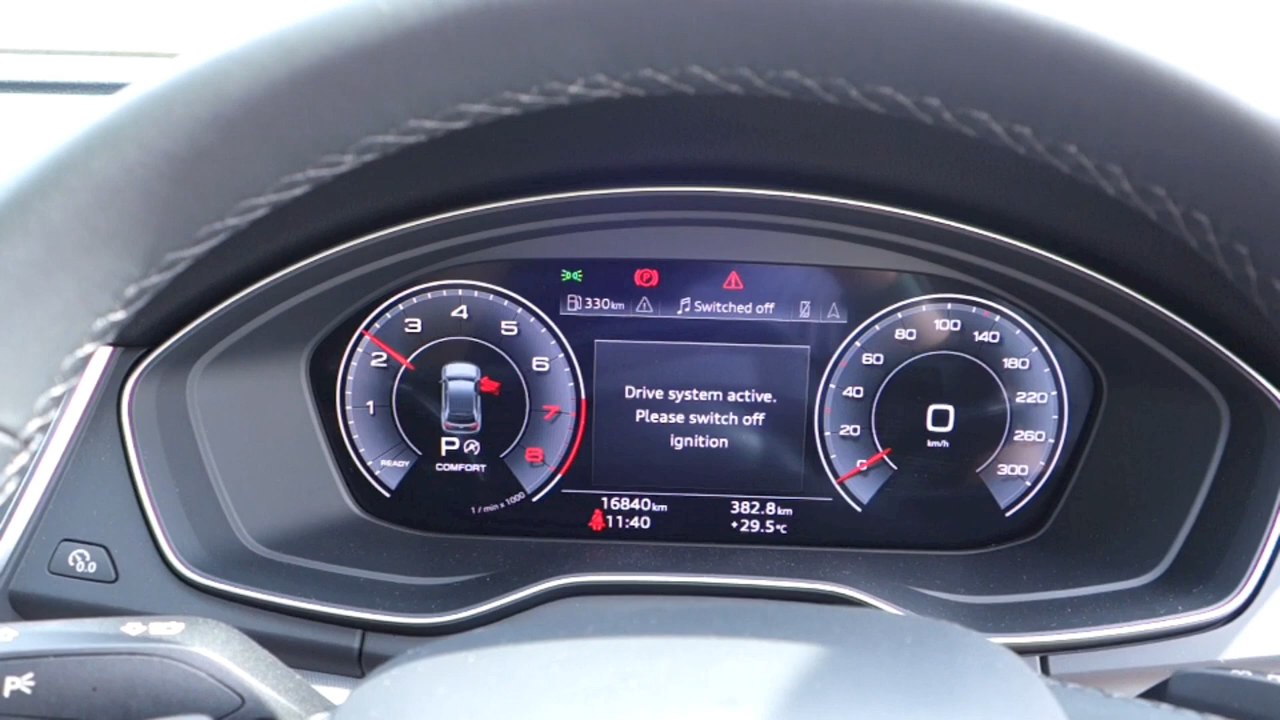 330km
Switched off
1
2
3
4
5
6
7
8
READY
P
COMFORT
1 / min x 1000
Drive system active.
Please switch off
ignition
0
20
40
60
80
100
140
180
220
260
300
0
km/h
16840km
382.8km
11:40
+29.5°C
0.0